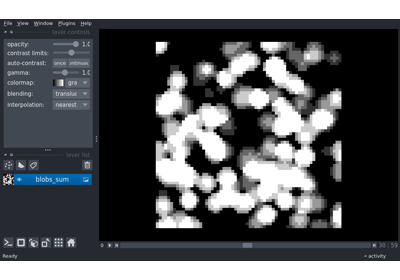 File View Window Plugins Help
layer controls
opacity: 1.0
contrast limits:
auto-contrast: once
gamma: 1.0
colormap: gra
blending: translu
interpolation: nearest
layer list
blobs_sum
0 30 59
Ready
activity